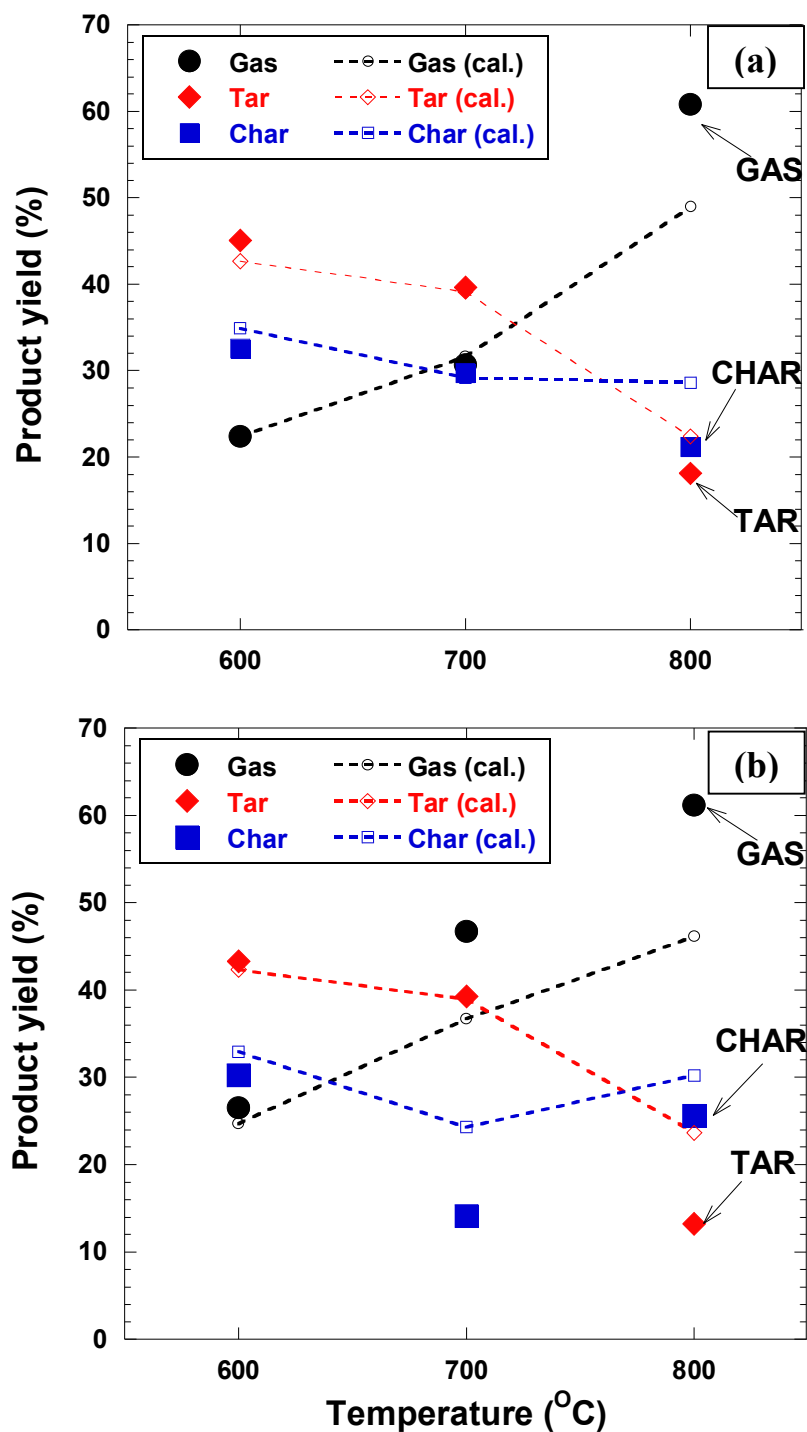 70
60
50
40
30
20
10
0
Product yield (%)
Gas Gas (cal.)
Tar Tar (cal.)
Char Char (cal.)
(a)
GAS
CHAR
TAR
600 700 800
70
60
50
40
30
20
10
0
Product yield (%)
Gas Gas (cal.)
Tar Tar (cal.)
Char Char (cal.)
(b)
GAS
CHAR
TAR
600 700 800
Temperature (ᴼC)